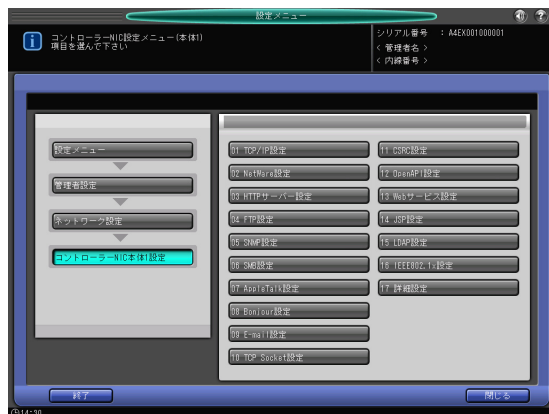 設定メニュー
コントローラーNIC設定メニュー(本体1)
項目を選んで下さい
シリアル番号 : A4EX001000001
< 管理者名 >
< 内線番号 >
設定メニュー
管理者設定
ネットワーク設定
コントローラーNIC本体1設定
01 TCP/IP設定
02 NetWare設定
03 HTTPサーバー設定
04 FTP設定
05 SNMP設定
06 SMB設定
07 AppleTalk設定
08 Bonjour設定
09 E-mail設定
10 TCP Socket設定
11 CSRC設定
12 OpenAPI設定
13 Webサービス設定
14 JSP設定
15 LDAP設定
16 IEEE802.1x設定
17 詳細設定
終了
閉じる
14:30